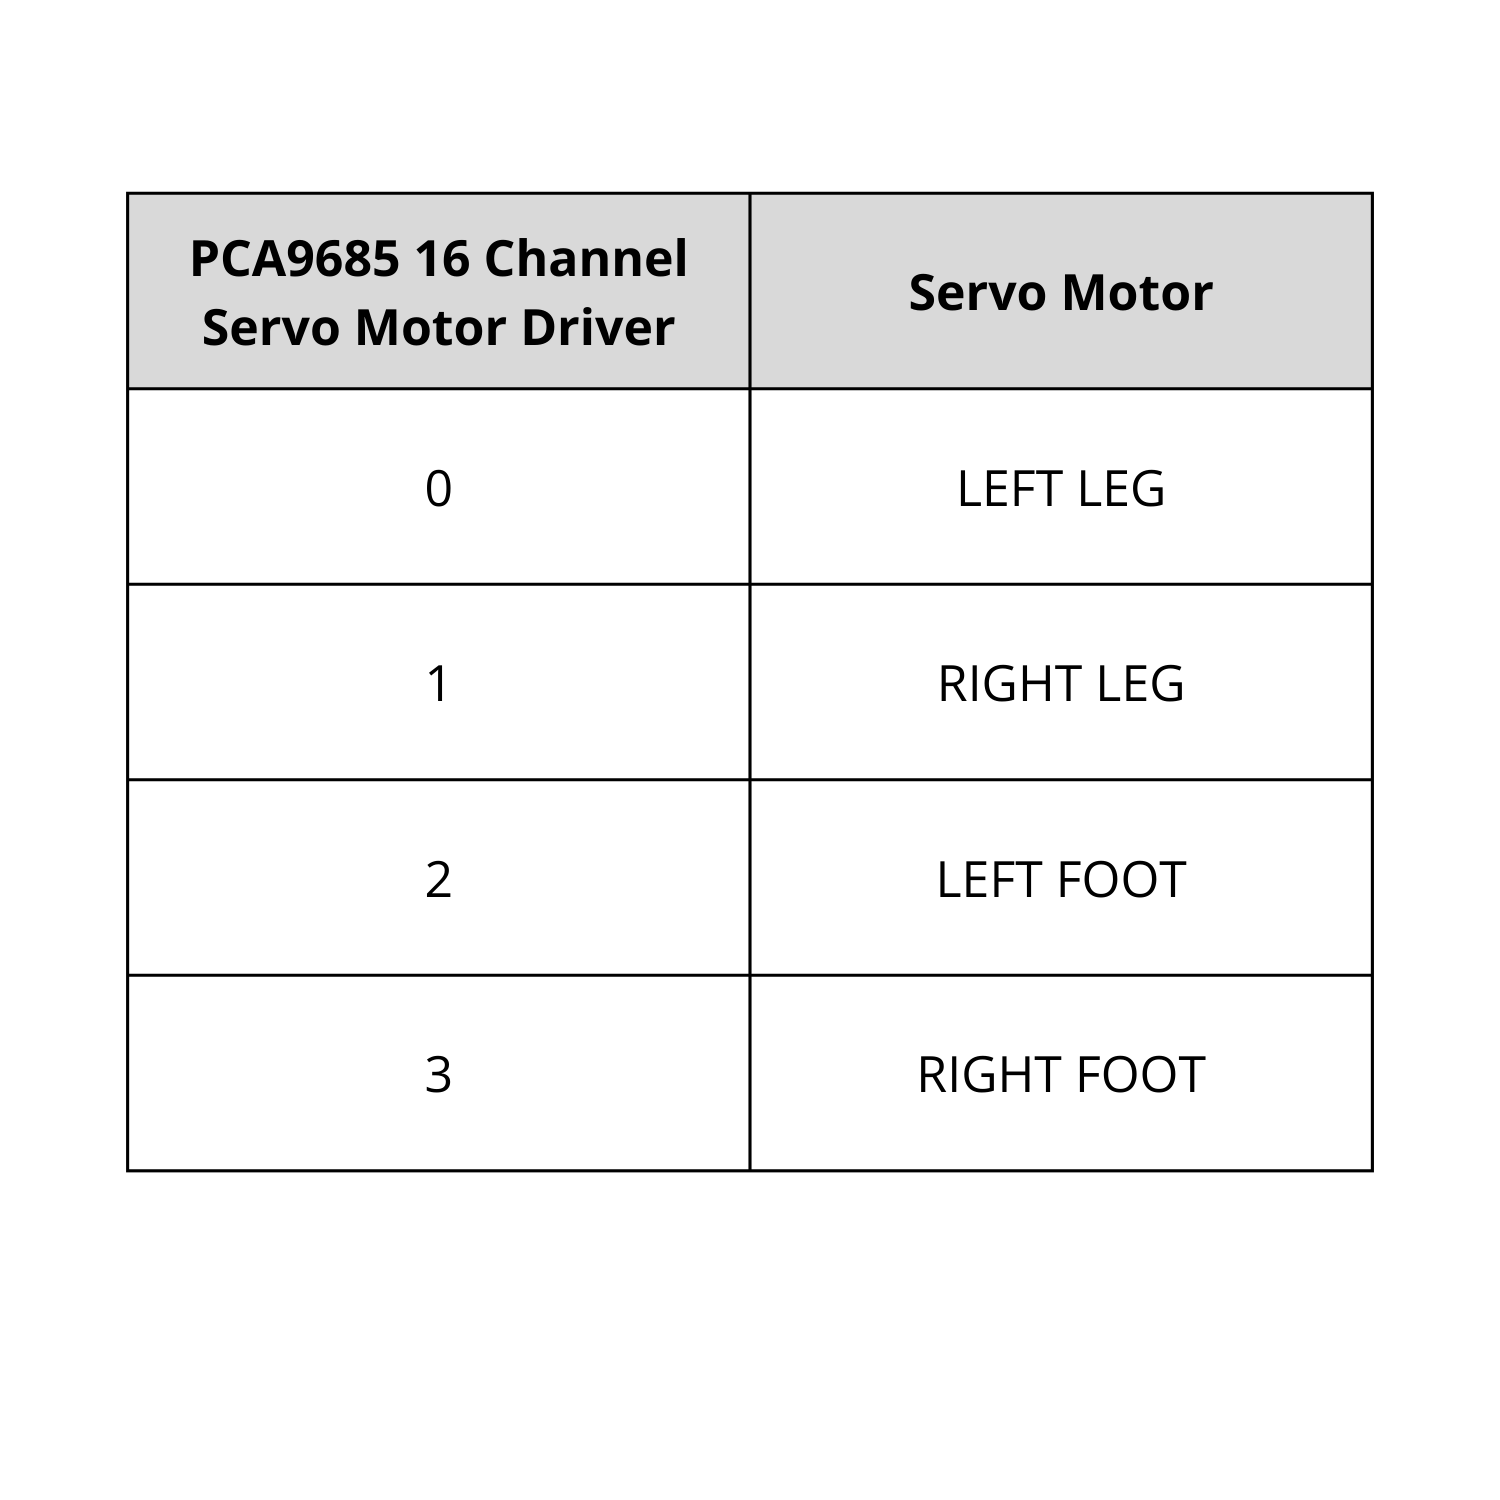 PCA9685 16 Channel
Servo Motor Driver
Servo Motor
0
LEFT LEG
1
RIGHT LEG
2
LEFT FOOT
3
RIGHT FOOT